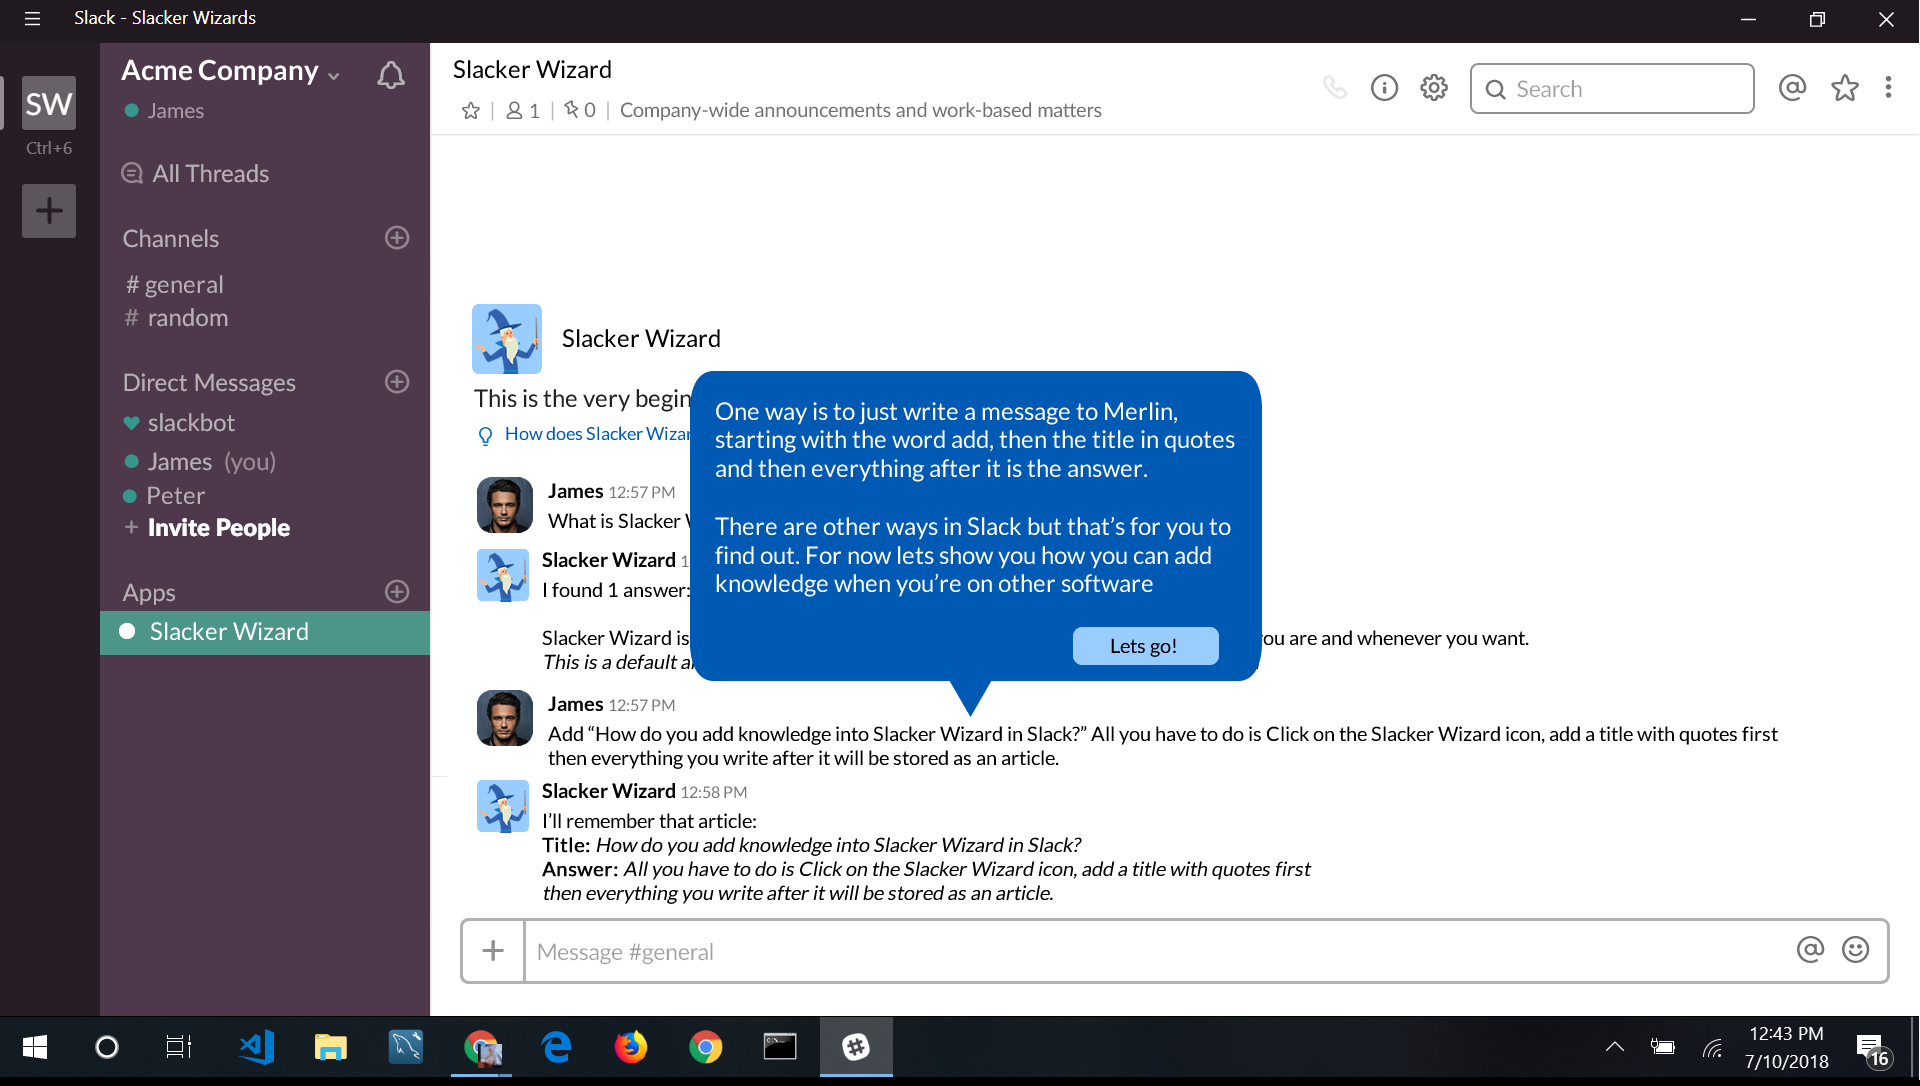 Slack - Slacker Wizards
SW
Ctrl+6
Acme Company
James
All Threads
Channels
# general
# random
Direct Messages
slackbot
James (you)
Peter
+ Invite People
Apps
Slacker Wizard
Slacker Wizard
1 | 0 | Company-wide announcements and work-based matters
Search
Slacker Wizard
This is the very begin
How does Slacker Wizar
James 12:57 PM
What is Slacker
Slacker Wizard 1
I found 1 answer:
Slacker Wizard is
ou are and whenever you want.
This is a default a
One way is to just write a message to Merlin,
starting with the word add, then the title in quotes
and then everything after it is the answer.
There are other ways in Slack but that’s for you to
find out. For now lets show you how you can add
knowledge when you’re on other software
Lets go!
James 12:57 PM
Add “How do you add knowledge into Slacker Wizard in Slack?” All you have to do is Click on the Slacker Wizard icon, add a title with quotes first
then everything you write after it will be stored as an article.
Slacker Wizard 12:58 PM
I’ll remember that article:
Title: How do you add knowledge into Slacker Wizard in Slack?
Answer: All you have to do is Click on the Slacker Wizard icon, add a title with quotes first
then everything you write after it will be stored as an article.
Message #general
12:43 PM
7/10/2018
16